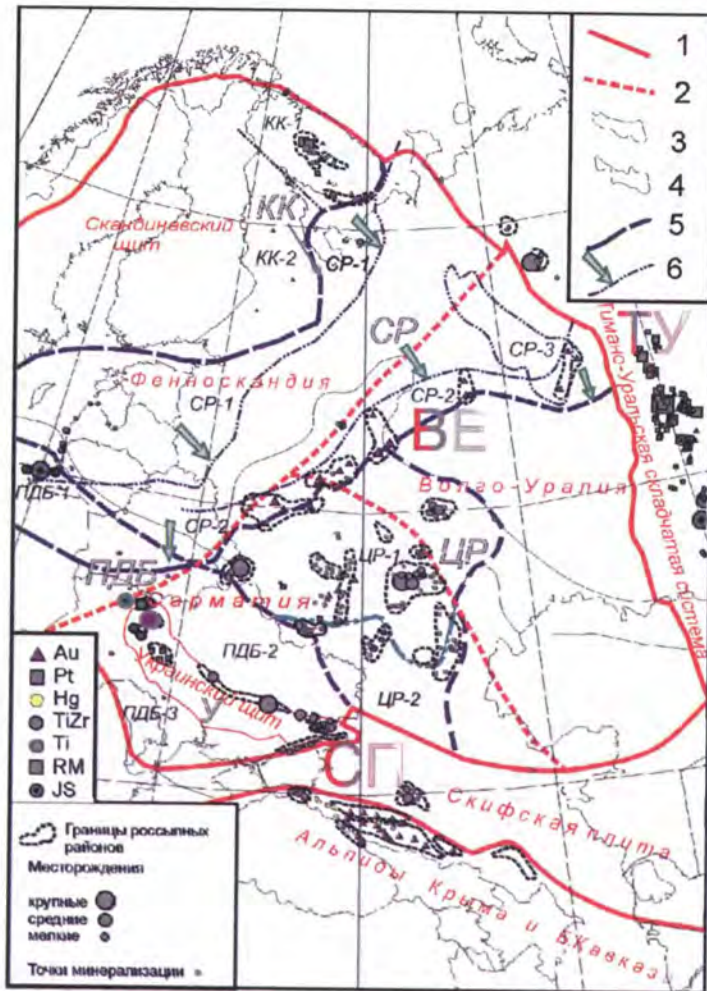 1
2
3
4
5
6
КК-
Скандинавский
щит
КК
КК-2
СР-1
СР
СР-3
ТУ
Фенноскандия
СР-1
СР-2
ВЕ
Волго-Уралия
Тимано-Уральская складчатая система
ПДБ-1
СР-2
ПДБ
ЦР-1
ЦР
Сарматия
ПДБ-2
Украинский щит
У
ПДБ-3
ЦР-2
СП
Скифская плита
Альпиды Крыма и БКавказ
Au
Pt
Hg
TiZr
Ti
RM
JS
Границы россыпных
районов
Месторождения
крупные
средние
мелкие
Точки минерализации